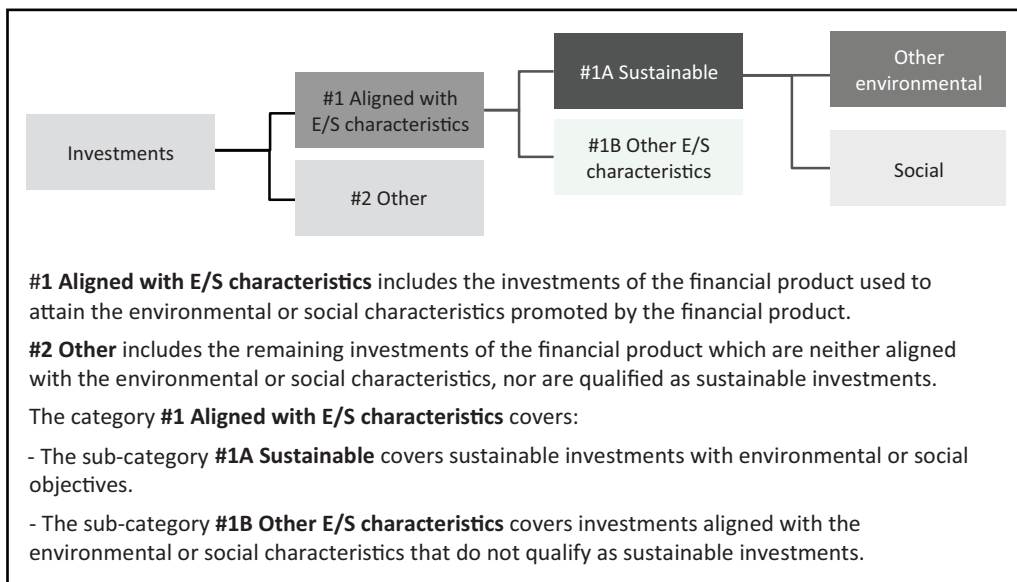 Investments
#1 Aligned with
E/S characteristics
#2 Other
#1A Sustainable
#1B Other E/S
characteristics
Other
environmental
Social
#1 Aligned with E/S characteristics includes the investments of the financial product used to
attain the environmental or social characteristics promoted by the financial product.
#2 Other includes the remaining investments of the financial product which are neither aligned
with the environmental or social characteristics, nor are qualified as sustainable investments.
The category #1 Aligned with E/S characteristics covers:
- The sub-category #1A Sustainable covers sustainable investments with environmental or social
objectives.
- The sub-category #1B Other E/S characteristics covers investments aligned with the
environmental or social characteristics that do not qualify as sustainable investments.